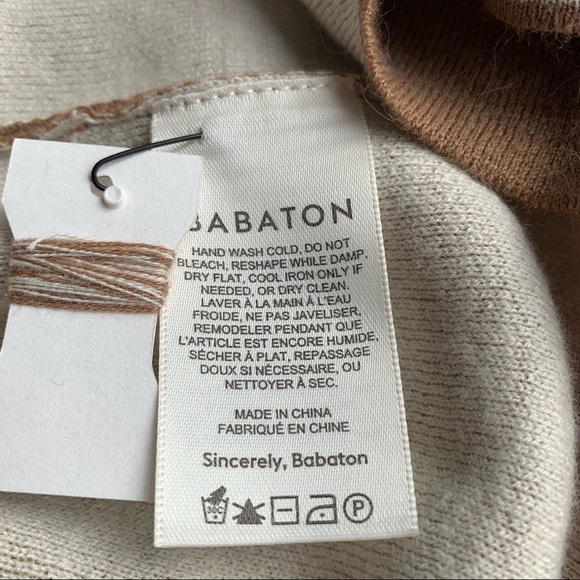 BABATON
HAND WASH COLD, DO NOT
BLEACH, RESHAPE WHILE DAMP,
DRY FLAT, COOL IRON ONLY IF
NEEDED, OR DRY CLEAN.
LAVER À LA MAIN À L'EAU
FROIDE, NE PAS JAVELISER,
REMODELER PENDANT QUE
L'ARTICLE EST ENCORE HUMIDE,
SÉCHER À PLAT, REPASSAGE
DOUX SI NÉCESSAIRE, OU
NETTOYER À SEC.
MADE IN CHINA
FABRIQUÉ EN CHINE
Sincerely, Babaton
30C P